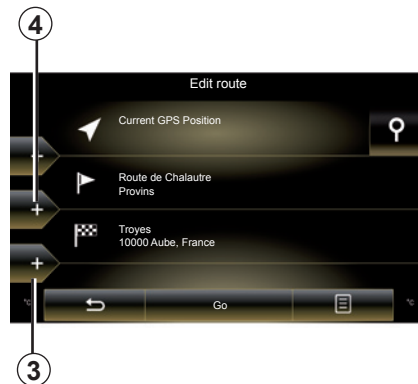 4
Edit route
Current GPS Position
+
Route de Chalautre
Provins
+
Troyes
10000 Aube, France
+
°C
Go
°C
3